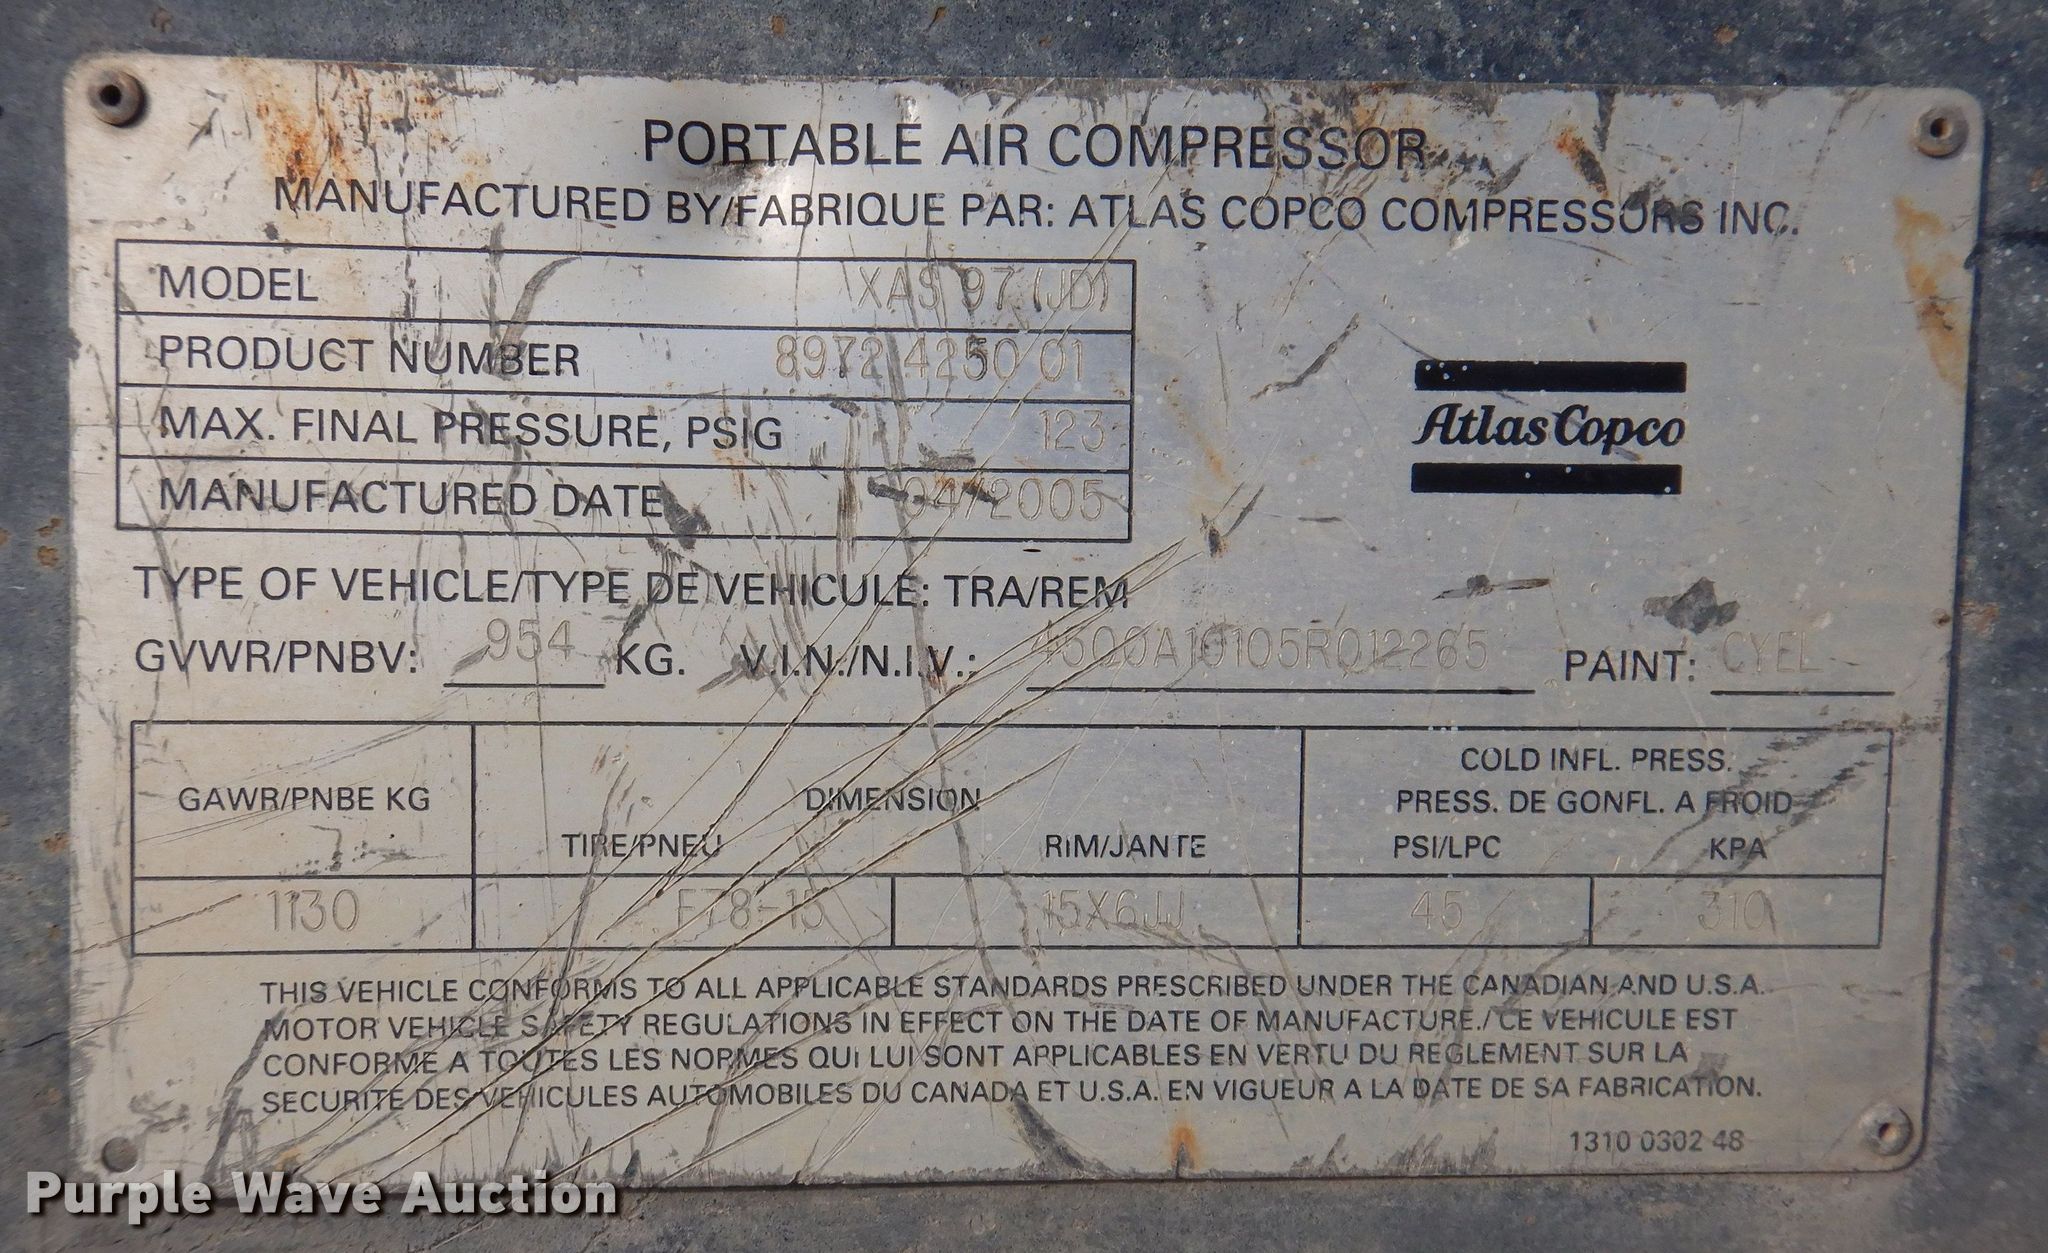 PORTABLE AIR COMPRESSOR
MANUFACTURED BY/FABRIQUE PAR: ATLAS COPCO COMPRESSORS INC.
MODEL XAS 97 (JD)
PRODUCT NUMBER 8972 4250 01
MAX. FINAL PRESSURE, PSIG 123
MANUFACTURED DATE 04/2005
Atlas Copco
TYPE OF VEHICLE/TYPE DE VEHICULE: TRA/REM
GVWR/PNBV: 954 KG. V.I.N./N.I.V.: 4500A10105R012265 PAINT: CYEL
GAWR/PNBE KG DIMENSION COLD INFL. PRESS.
PRESS. DE GONFL. A FROID
TIRE/PNEU RIM/JANTE PSI/LPC KPA
1130 F78-15 15X6JJ 45 310
THIS VEHICLE CONFORMS TO ALL APPLICABLE STANDARDS PRESCRIBED UNDER THE CANADIAN AND U.S.A.
MOTOR VEHICLE SAFETY REGULATIONS IN EFFECT ON THE DATE OF MANUFACTURE./ CE VEHICULE EST
CONFORME A TOUTES LES NORMES QUI LUI SONT APPLICABLES EN VERTU DU REGLEMENT SUR LA
SECURITE DES VEHICULES AUTOMOBILES DU CANADA ET U.S.A. EN VIGUEUR A LA DATE DE SA FABRICATION.
1310 0302 48
Purple Wave Auction